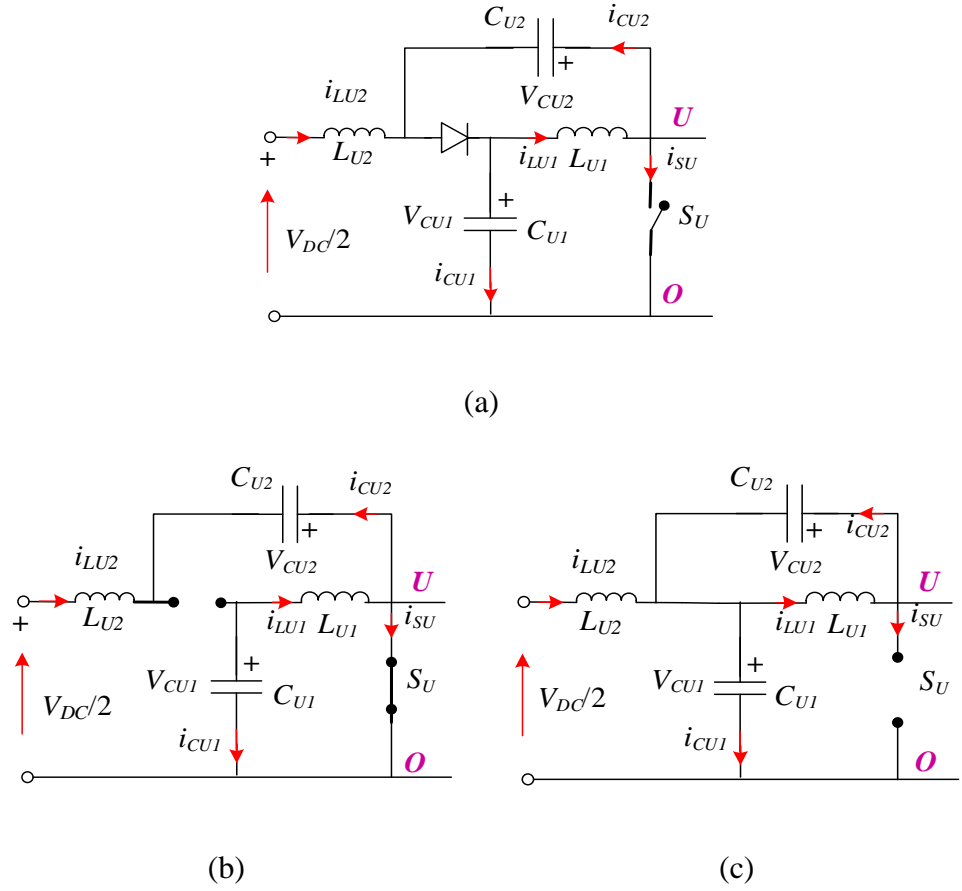 C_{U2} i_{CU2}
+
V_{CU2}
i_{LU2}
U
+ L_{U2} i_{LU1} L_{U1} i_{SU}
+
V_{CU1} C_{U1} S_U
V_{DC}/2
i_{CU1} O
(a)
C_{U2} i_{CU2}
+
V_{CU2}
i_{LU2}
U
+ L_{U2} i_{LU1} L_{U1} i_{SU}
+
V_{CU1} C_{U1} S_U
V_{DC}/2
i_{CU1} O
(b)
C_{U2}
+ i_{CU2}
V_{CU2}
i_{LU2}
U
+ L_{U2} i_{LU1} L_{U1} i_{SU}
+
V_{CU1} C_{U1} S_U
V_{DC}/2
i_{CU1} O
(c)